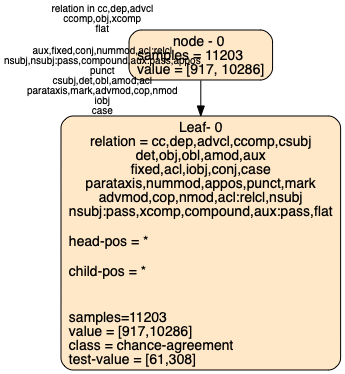 relation in cc,dep,advcl
ccomp,obj,xcomp
flat
node - 0
aux,fixed,conj,nummod,acl:relcl,nsubj
samples = 11203
nsubj,nsubj:pass,compound,aux:pass,appos
value = [917, 10286]
punct
csubj,det,obl,amod,acl
parataxis,mark,advmod,cop,nmod
iobj
case
Leaf- 0
relation = cc,dep,advcl,ccomp,csubj
det,obj,obl,amod,aux
fixed,acl,iobj,conj,case
parataxis,nummod,appos,punct,mark
advmod,cop,nmod,acl:relcl,nsubj
nsubj:pass,xcomp,compound,aux:pass,flat
head-pos = *
child-pos = *
samples=11203
value = [917,10286]
class = chance-agreement
test-value = [61,308]